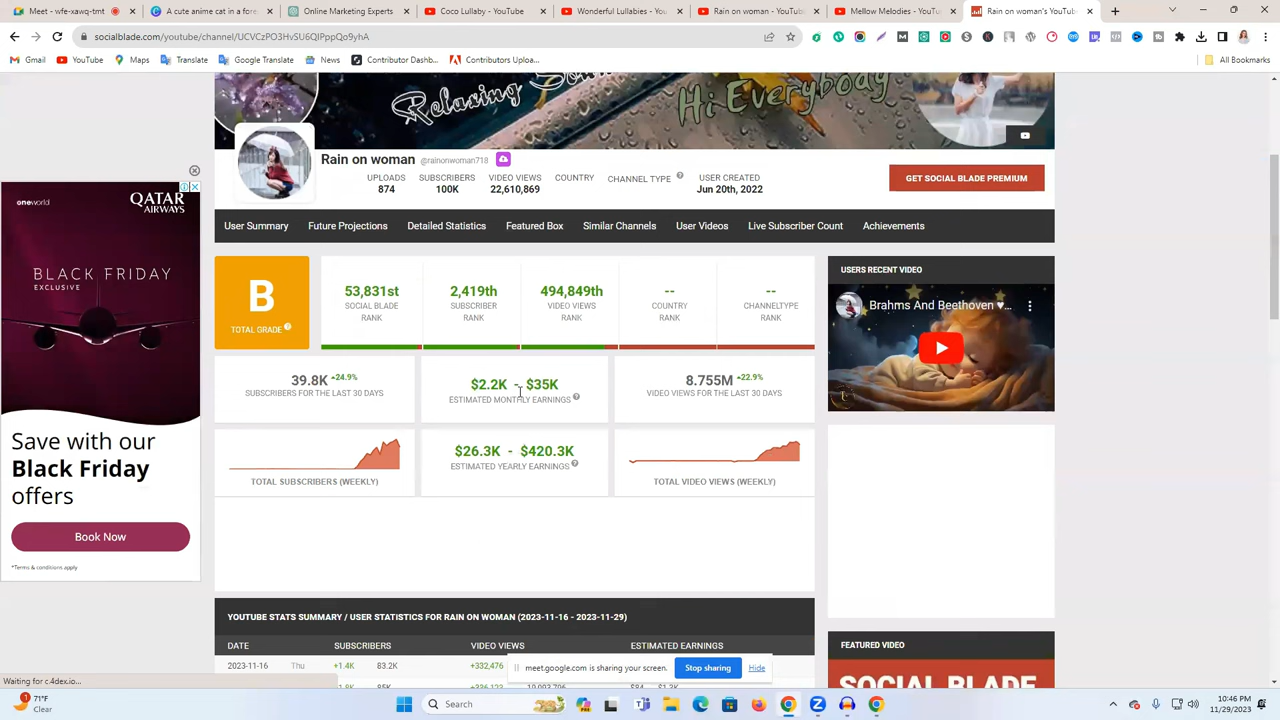 Meet - wfe-xawq-tmt
A cute anime cat in a
Online Marketing Experts
Coco Lullaby - YouTube
Wonderful Lullabies - You
Rain on woman - YouTube
Mellow Melodies - YouTube
Rain on woman's YouTub
socialblade.com/youtube/channel/UCVCzPO3HvSU6QIPpQo9yhA
Gmail
YouTube
Maps
Translate
Google Translate
News
Contributor Dashb...
Contributors Uploa...
All Bookmarks
Relaxing Sound
Hi Everybody
Rain on woman @rainonwoman718
UPLOADS SUBSCRIBERS VIDEO VIEWS COUNTRY CHANNEL TYPE USER CREATED
874 100K 22,610,869 Jun 20th, 2022
GET SOCIAL BLADE PREMIUM
User Summary Future Projections Detailed Statistics Featured Box Similar Channels User Videos Live Subscriber Count Achievements
B
TOTAL GRADE
53,831st 2,419th 494,849th -- --
SOCIAL BLADE RANK
SUBSCRIBER RANK
VIDEO VIEWS RANK
COUNTRY RANK
CHANNELTYPE RANK
39.8K 24.9%
SUBSCRIBERS FOR THE LAST 30 DAYS
$2.2K - $35K
ESTIMATED MONTHLY EARNINGS
8.755M 22.9%
VIDEO VIEWS FOR THE LAST 30 DAYS
TOTAL SUBSCRIBERS (WEEKLY)
$26.3K - $420.3K
ESTIMATED YEARLY EARNINGS
TOTAL VIDEO VIEWS (WEEKLY)
USERS RECENT VIDEO
Brahms And Beethoven ♥...
FEATURED VIDEO
SOCIAL BLADE
YOUTUBE STATS SUMMARY / USER STATISTICS FOR RAIN ON WOMAN (2023-11-16 - 2023-11-29)
DATE SUBSCRIBERS VIDEO VIEWS ESTIMATED EARNINGS
2023-11-16 Thu +1.4K 83.2K +332,476
oneworld
QATAR
AIRWAYS
BLACK FRIDAY
EXCLUSIVE
Save with our
Black Friday
offers
Book Now
*Terms & conditions apply
meet.google.com is sharing your screen.
Stop sharing
Hide
Waiting for c.4dex.io...
1
71°F
Clear
Search
10:46 PM
11/29/2023